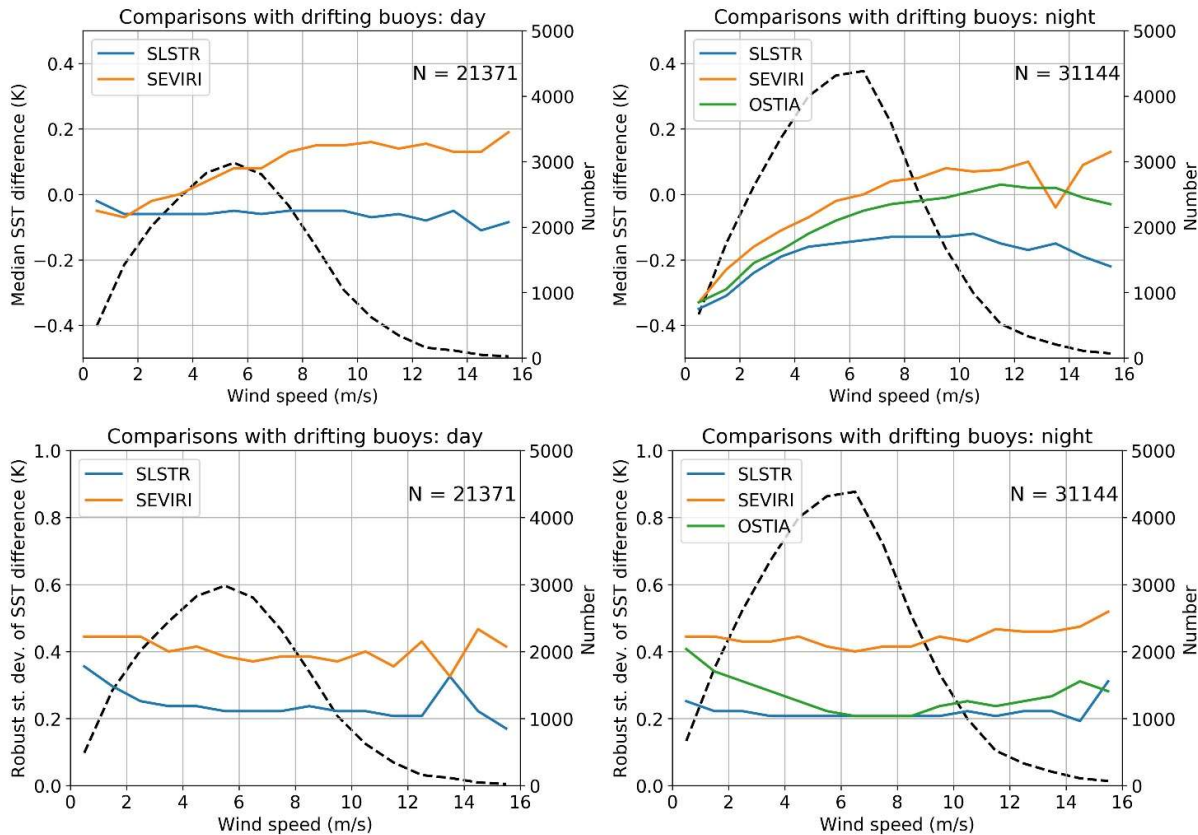 Comparisons with drifting buoys: day
SLSTR
SEVIRI
N = 21371
Median SST difference (K)
0.4
0.2
0.0
−0.2
−0.4
5000
4000
3000
2000
1000
0
Number
0 2 4 6 8 10 12 14 16
Wind speed (m/s)
Comparisons with drifting buoys: night
SLSTR
SEVIRI
OSTIA
N = 31144
Median SST difference (K)
0.4
0.2
0.0
−0.2
−0.4
5000
4000
3000
2000
1000
0
Number
0 2 4 6 8 10 12 14 16
Wind speed (m/s)
Comparisons with drifting buoys: day
SLSTR
SEVIRI
N = 21371
Robust st. dev. of SST difference (K)
1.0
0.8
0.6
0.4
0.2
0.0
5000
4000
3000
2000
1000
0
Number
0 2 4 6 8 10 12 14 16
Wind speed (m/s)
Comparisons with drifting buoys: night
SLSTR
SEVIRI
OSTIA
N = 31144
Robust st. dev. of SST difference (K)
1.0
0.8
0.6
0.4
0.2
0.0
5000
4000
3000
2000
1000
0
Number
0 2 4 6 8 10 12 14 16
Wind speed (m/s)